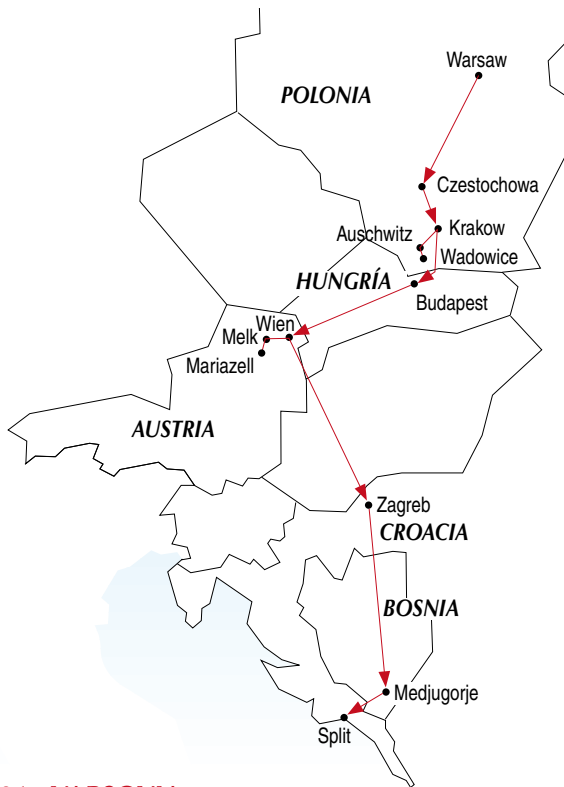 Warsaw
POLONIA
Czestochowa
Krakow
Auschwitz
Wadowice
HUNGRÍA
Budapest
Wien
Melk
Mariazell
AUSTRIA
Zagreb
CROACIA
BOSNIA
Medjugorje
Split